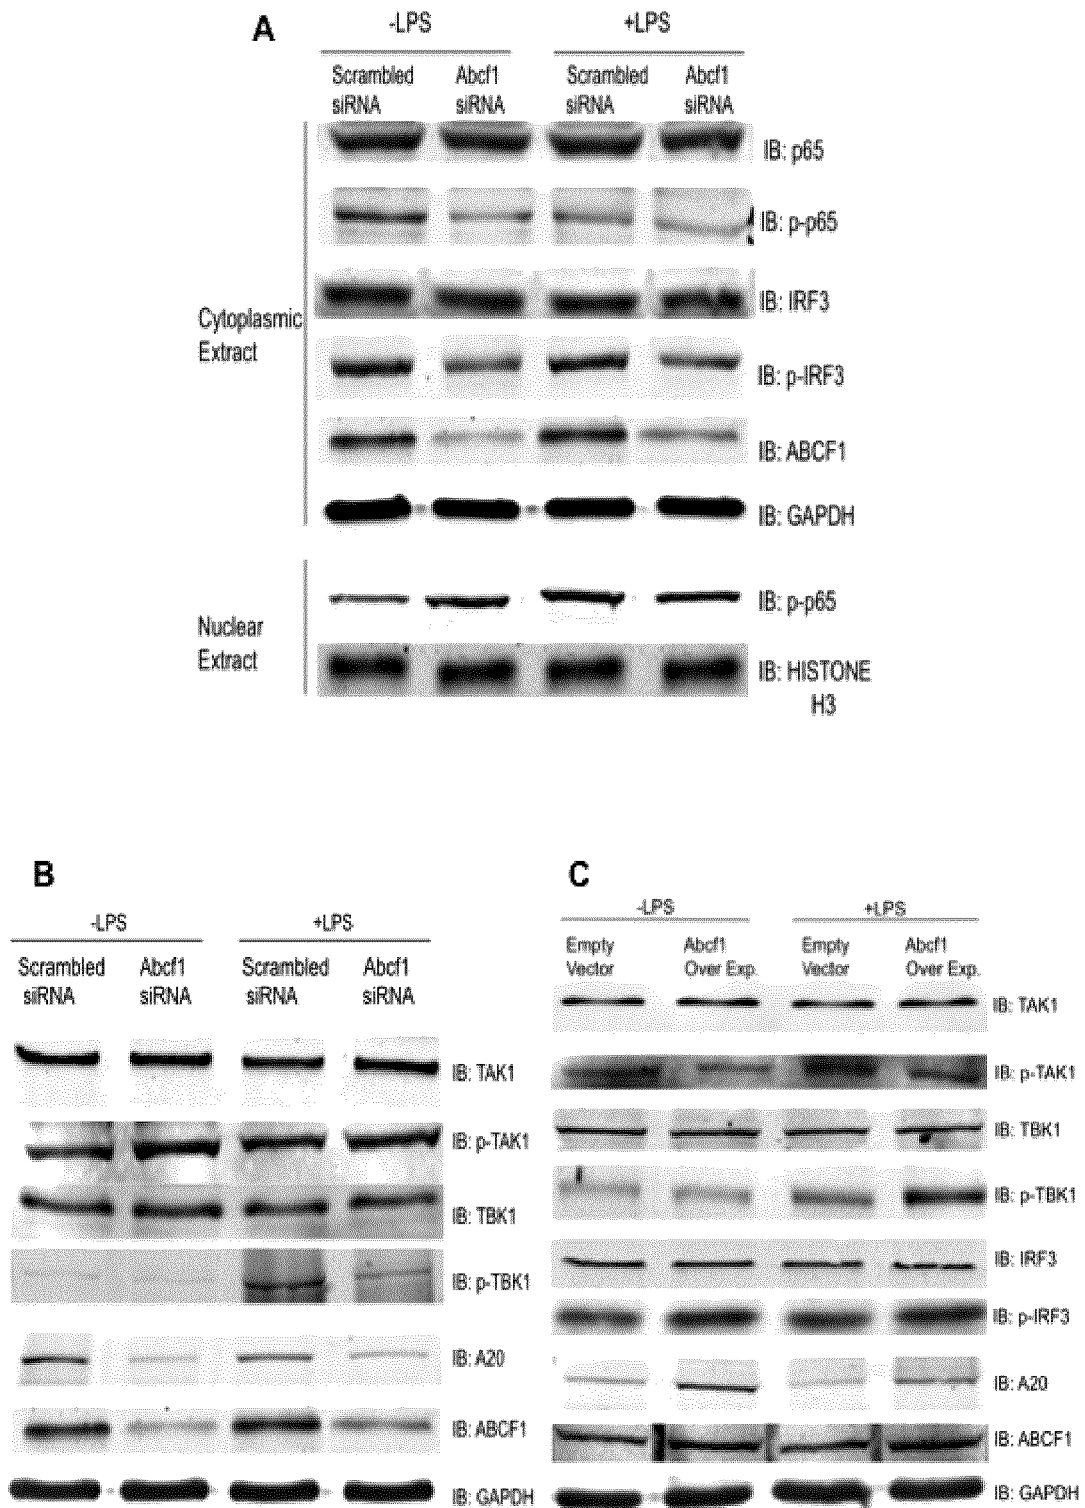 A
-LPS
+LPS
Scrambled siRNA
Abcf1 siRNA
Scrambled siRNA
Abcf1 siRNA
IB: p65
IB: p-p65
IB: IRF3
Cytoplasmic
Extract
IB: p-IRF3
IB: ABCF1
IB: GAPDH
IB: p-p65
Nuclear
Extract
IB: HISTONE
H3
B
-LPS
+LPS
Scrambled siRNA
Abcf1 siRNA
Scrambled siRNA
Abcf1 siRNA
IB: TAK1
IB: p-TAK1
IB: TBK1
IB: p-TBK1
IB: A20
IB: ABCF1
IB: GAPDH
C
-LPS
+LPS
Empty Vector
Abcf1 Over Exp.
Empty Vector
Abcf1 Over Exp.
IB: TAK1
IB: p-TAK1
IB: TBK1
IB: p-TBK1
IB: IRF3
IB: p-IRF3
IB: A20
IB: ABCF1
IB: GAPDH